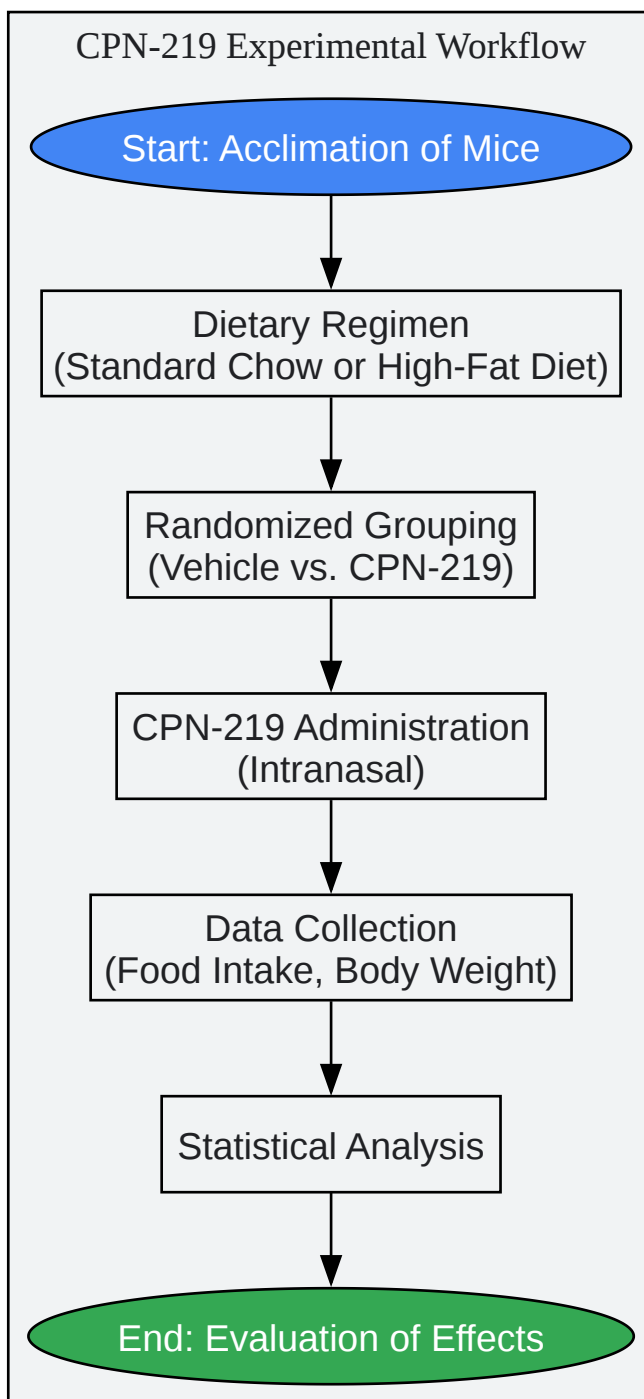 CPN-219 Experimental Workflow
Start: Acclimation of Mice
Dietary Regimen
(Standard Chow or High-Fat Diet)
Randomized Grouping
(Vehicle vs. CPN-219)
CPN-219 Administration
(Intranasal)
Data Collection
(Food Intake, Body Weight)
Statistical Analysis
End: Evaluation of Effects